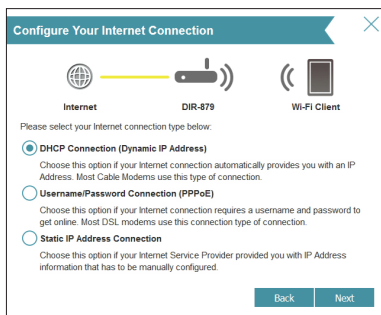 Configure Your Internet Connection
Internet
DIR-879
Wi-Fi Client
Please select your Internet connection type below:
DHCP Connection (Dynamic IP Address)
Choose this option if your Internet connection automatically provides you with an IP
Address. Most Cable Modems use this type of connection.
Username/Password Connection (PPPoE)
Choose this option if your Internet connection requires a username and password to
get online. Most DSL modems use this connection type of connection.
Static IP Address Connection
Choose this option if your Internet Service Provider provided you with IP Address
information that has to be manually configured.
Back
Next